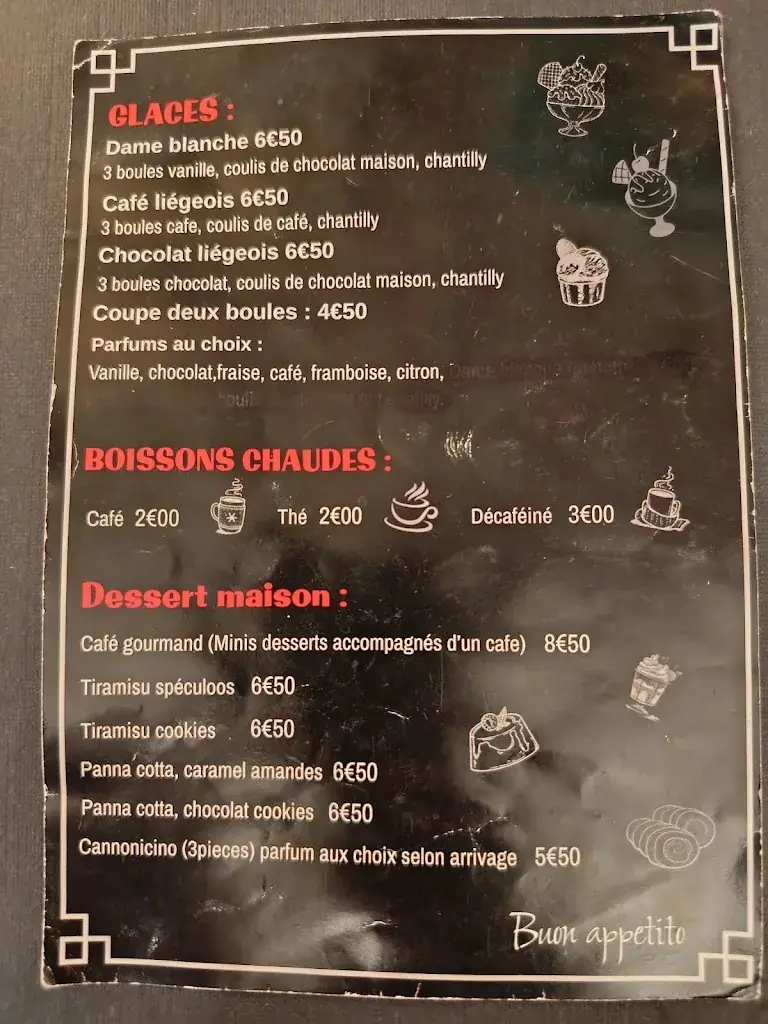 GLACES :
Dame blanche 6€50
3 boules vanille, coulis de chocolat maison, chantilly
Café liégeois 6€50
3 boules cafe, coulis de café, chantilly
Chocolat liégeois 6€50
3 boules chocolat, coulis de chocolat maison, chantilly
Coupe deux boules : 4€50
Parfums au choix :
Vanille, chocolat,fraise, café, framboise, citron,
BOISSONS CHAUDES :
Café 2€00 Thé 2€00 Décaféiné 3€00
Dessert maison :
Café gourmand (Minis desserts accompagnés d'un cafe) 8€50
Tiramisu spéculoos 6€50
Tiramisu cookies 6€50
Panna cotta, caramel amandes 6€50
Panna cotta, chocolat cookies 6€50
Cannonicino (3pieces) parfum aux choix selon arrivage 5€50
Buon appetito